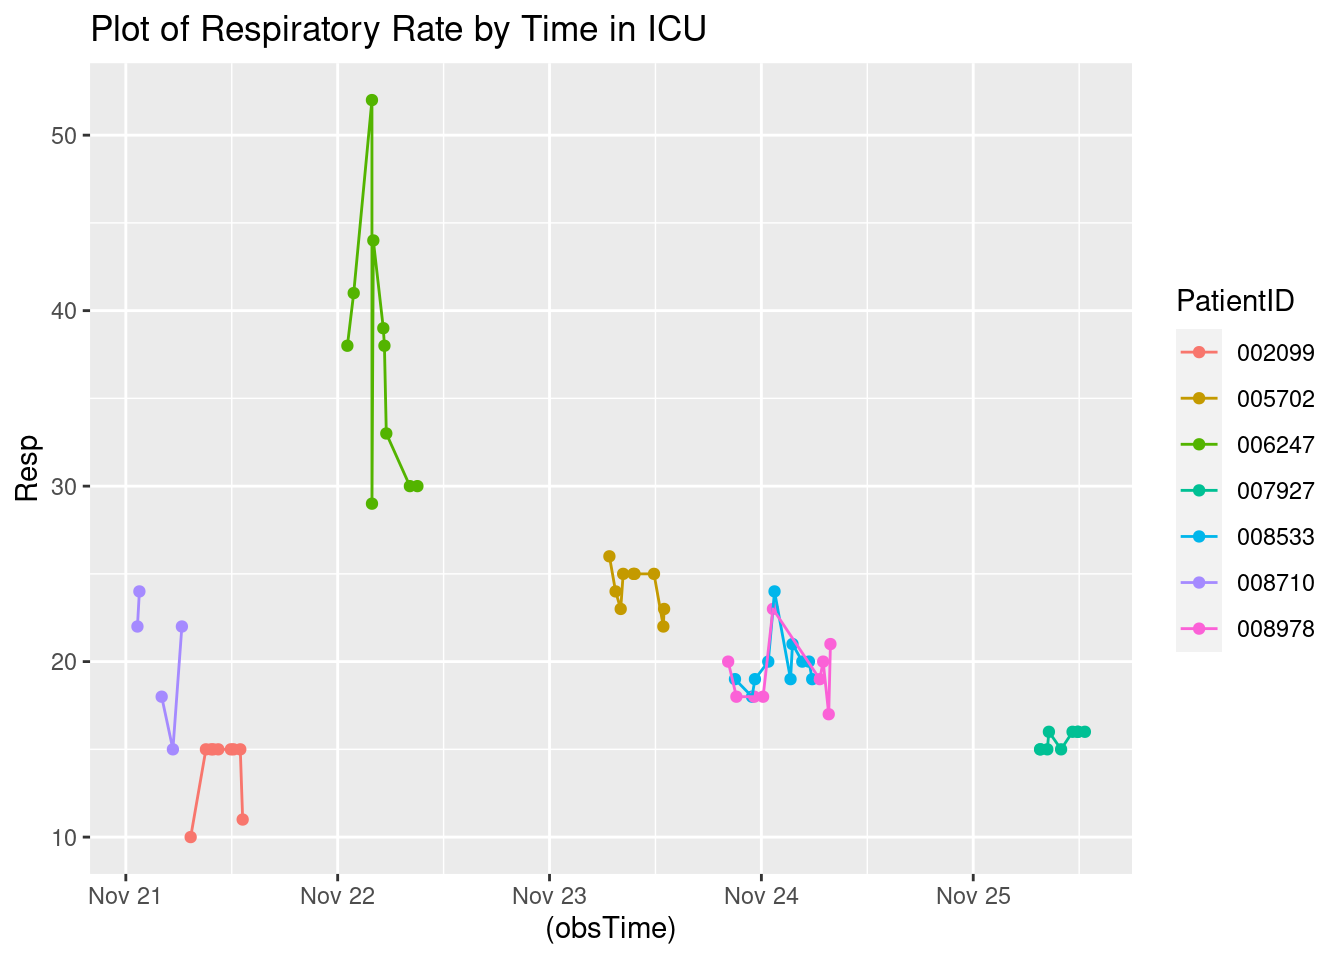 Plot of Respiratory Rate by Time in ICU
50
40
30
20
10
Resp
Nov 21
Nov 22
Nov 23
Nov 24
Nov 25
(obsTime)
PatientID
002099
005702
006247
007927
008533
008710
008978